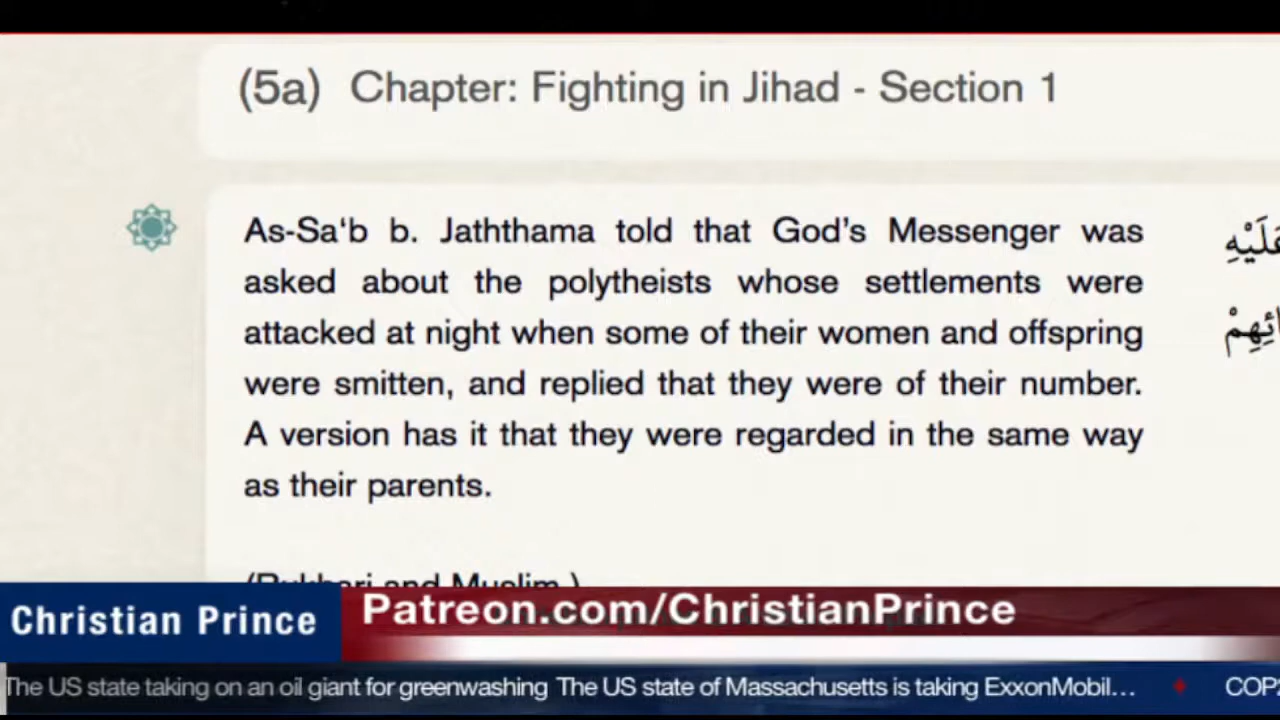 (5a) Chapter: Fighting in Jihad - Section 1
As-Sa‘b b. Jaththama told that God’s Messenger was
asked about the polytheists whose settlements were
attacked at night when some of their women and offspring
were smitten, and replied that they were of their number.
A version has it that they were regarded in the same way
as their parents.
(Bukhari and Muslim.)
Christian Prince
Patreon.com/ChristianPrince
The US state taking on an oil giant for greenwashing The US state of Massachusetts is taking ExxonMobil...